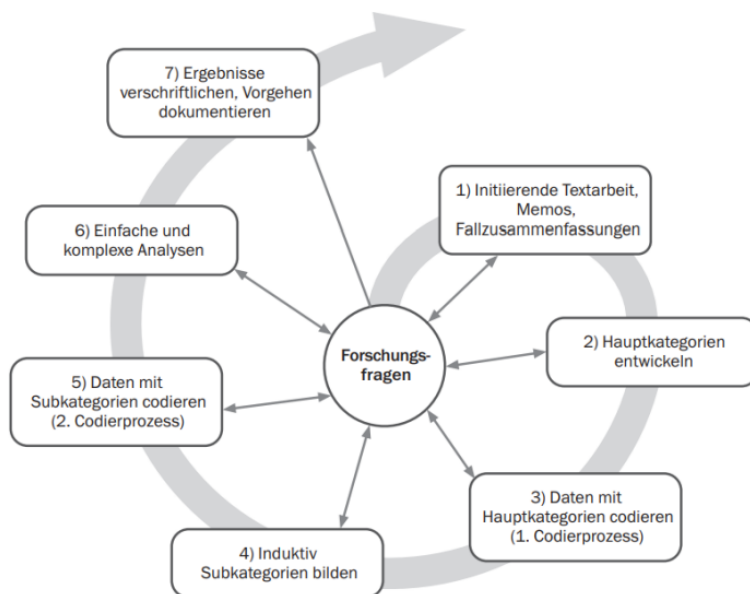 7) Ergebnisse
verschriftlichen, Vorgehen
dokumentieren
1) Initiierende Textarbeit,
Memos,
Fallzusammenfassungen
6) Einfache und
komplexe Analysen
Forschungs-
fragen
2) Hauptkategorien
entwickeln
5) Daten mit
Subkategorien codieren
(2. Codierprozess)
3) Daten mit
Hauptkategorien codieren
(1. Codierprozess)
4) Induktiv
Subkategorien bilden